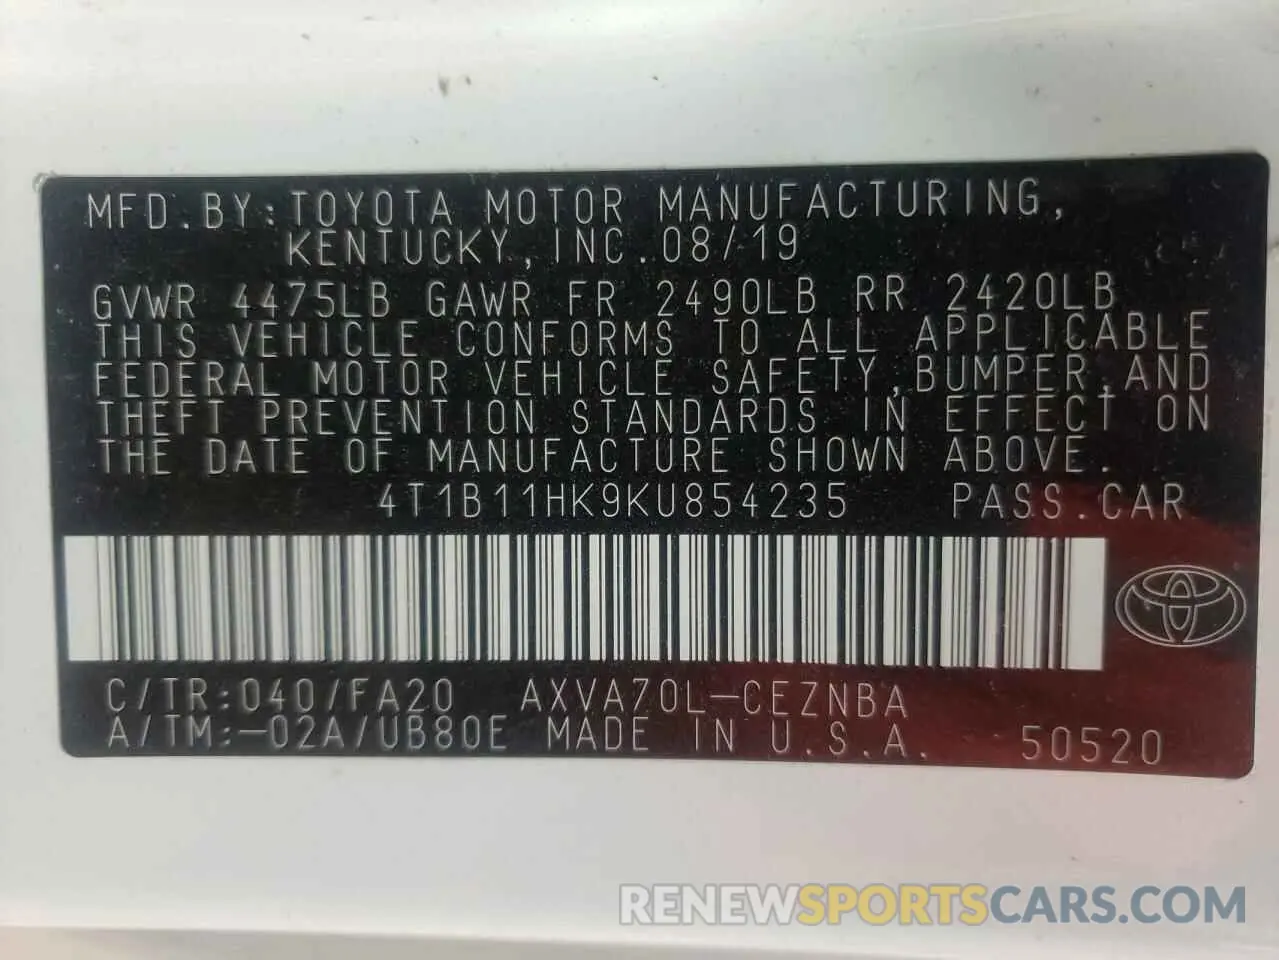 MFD.BY:TOYOTA MOTOR MANUFACTURING,
KENTUCKY,INC.08/19
GVWR 4475LB GAWR FR 2490LB RR 2420LB
THIS VEHICLE CONFORMS TO ALL APPLICABLE
FEDERAL MOTOR VEHICLE SAFETY,BUMPER,AND
THEFT PREVENTION STANDARDS IN EFFECT ON
THE DATE OF MANUFACTURE SHOWN ABOVE.
4T1B11HK9KU854235 PASS.CAR
C/TR:040/FA20 AXVA70L-CEZNBA
A/TM:-02A/UB80E MADE IN U.S.A. 50520
RENEWSPORTSCARS.COM